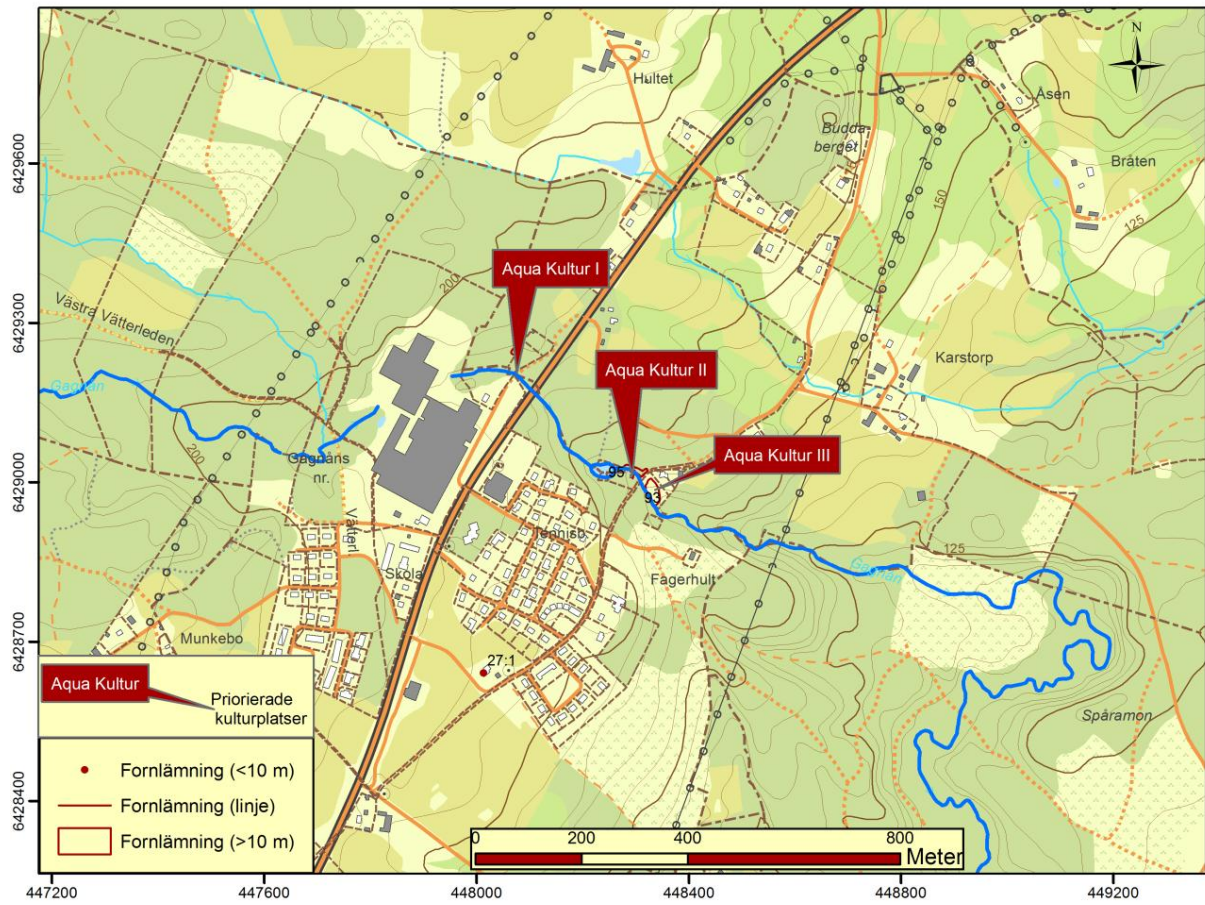 N
Hultet
Åsen
Budda-
berget
Bråten
6429600
150
125
Aqua Kultur I
200
Västra Vätterleden
6429300
Karstorp
Aqua Kultur II
Gagnån
Aqua Kultur III
95
200
Gagnåns
nr.
93
6429000
Vätterl
Tennisb.
125
Skola
Fagerhult
Gagnån
Munkebo
6428700
27:1
Aqua Kultur
Priorierade
kulturplatser
Spåramon
Fornlämning (<10 m)
Fornlämning (linje)
Fornlämning (>10 m)
6428400
0 200 400 800
Meter
447200 447600 448000 448400 448800 449200